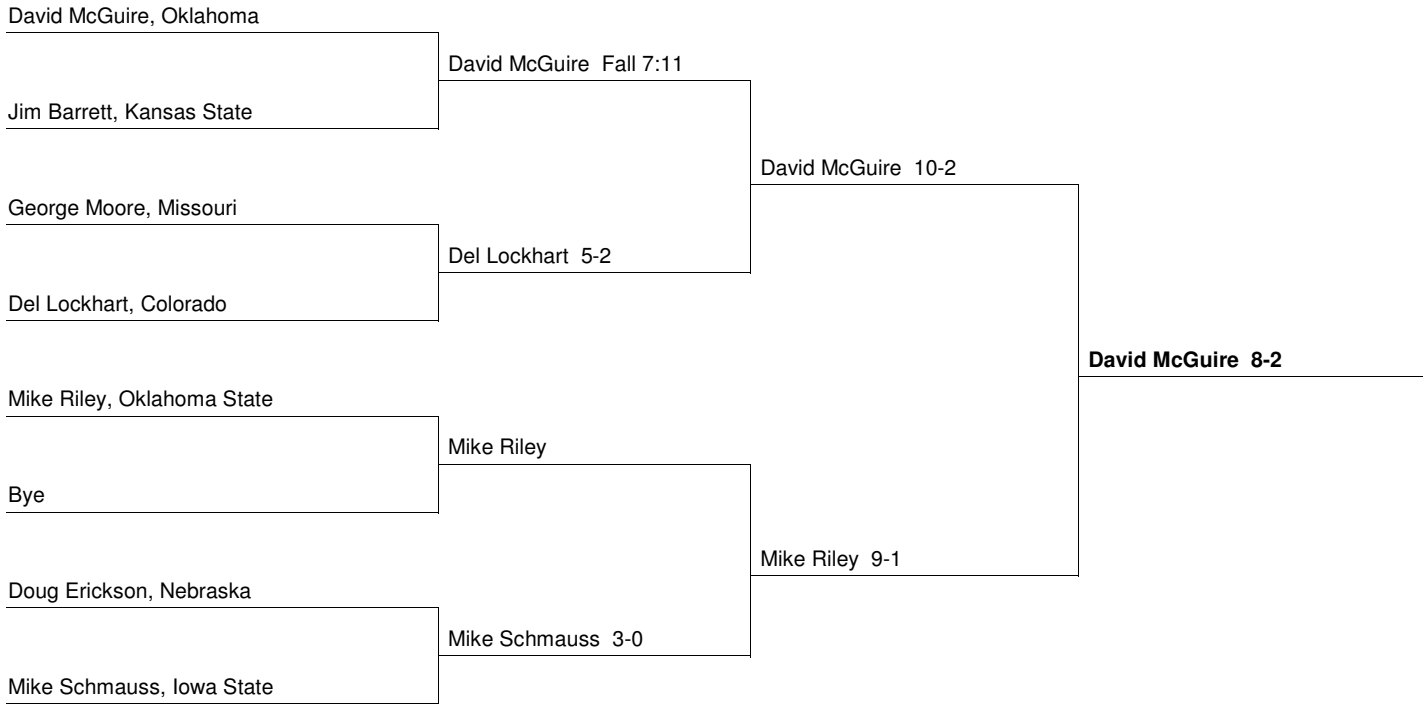 David McGuire, Oklahoma
David McGuire  Fall 7:11
Jim Barrett, Kansas State
David McGuire  10-2
George Moore, Missouri
Del Lockhart  5-2
Del Lockhart, Colorado
David McGuire  8-2
Mike Riley, Oklahoma State
Mike Riley
Bye
Mike Riley  9-1
Doug Erickson, Nebraska
Mike Schmauss  3-0
Mike Schmauss, Iowa State